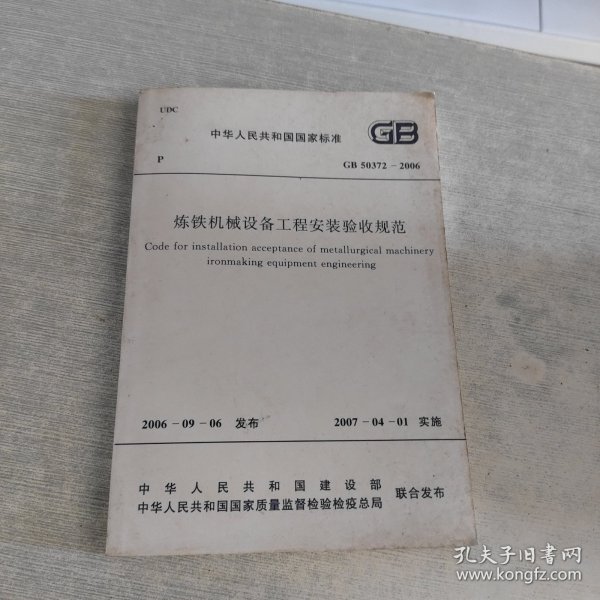 UDC
中华人民共和国国家标准 GB
P GB 50372-2006
炼铁机械设备工程安装验收规范
Code for installation acceptance of metallurgical machinery
ironmaking equipment engineering
2006-09-06 发布 2007-04-01 实施
中华人民共和国建设部
中华人民共和国国家质量监督检验检疫总局 联合发布
孔夫子旧书网
www.kongfz.com